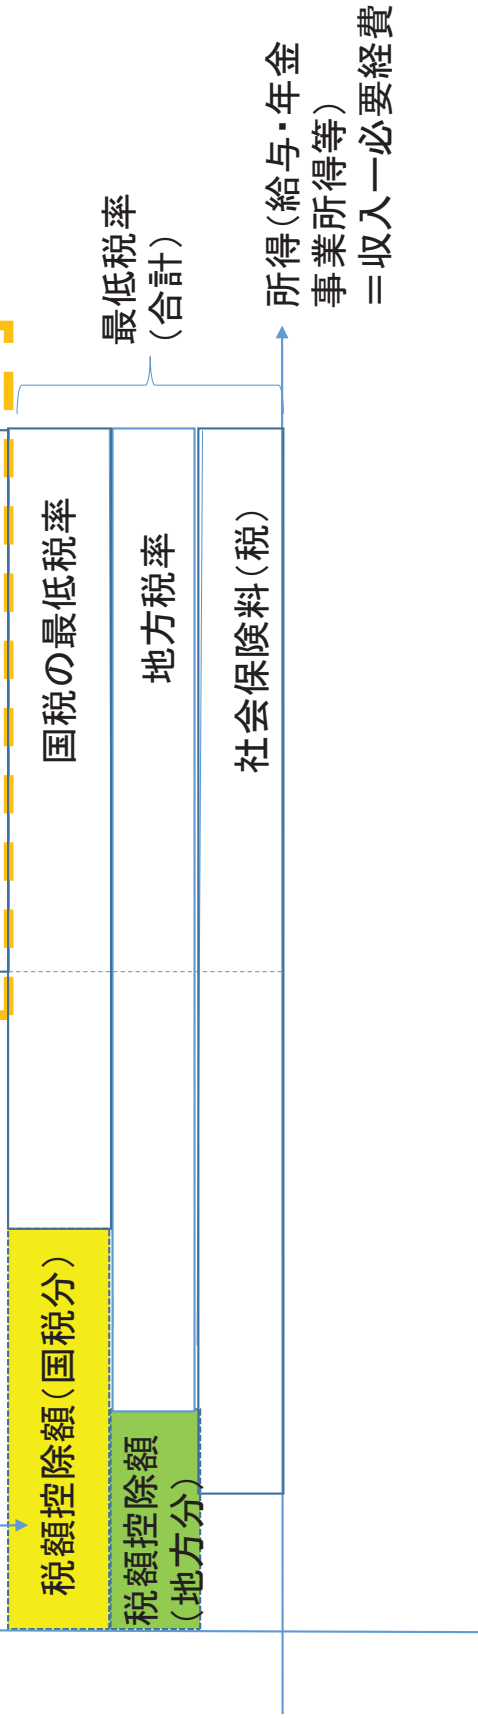 税額控除額(国税分)
国税の最低税率
税額控除額
(地方分)
地方税率
社会保険料(税)
最低税率
(合計)
所得(給与・年金
事業所得等)
=収入ー必要経費